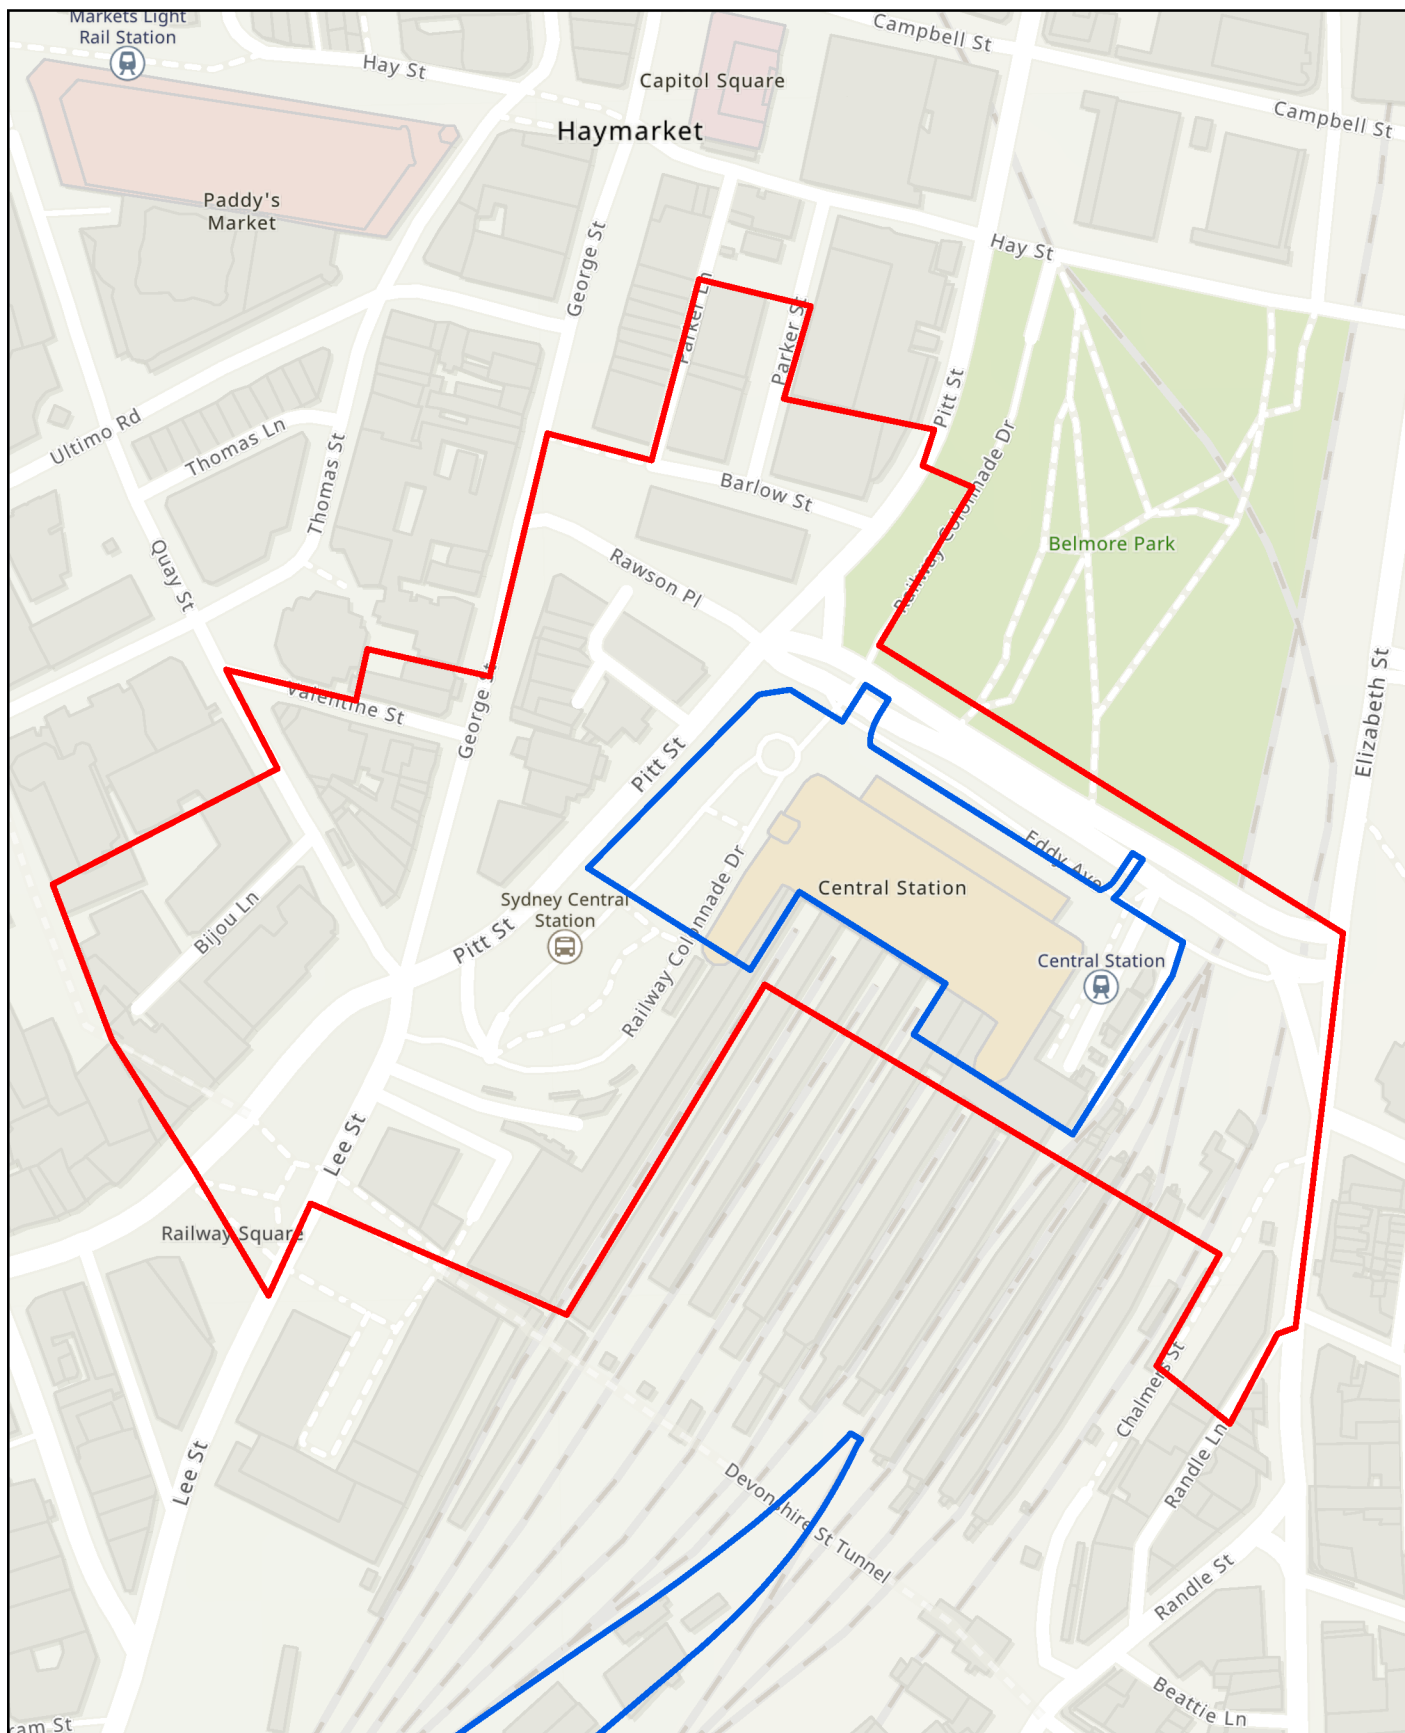 Markets Light
Rail Station
Hay St
Campbell St
Capitol Square
Campbell St
Haymarket
Paddy's
Market
George St
Hay St
Parker Ln
Parker St
Pitt St
Ultimo Rd
Thomas Ln
Thomas St
Railway Colonnade Dr
Barlow St
Belmore Park
Quay St
Rawson Pl
Elizabeth St
Valentine St
George St
Pitt St
Eddy Ave
Central Station
Railway Colonnade Dr
Sydney Central
Station
Bijou Ln
Pitt St
Central Station
Lee St
Railway Square
Chalmers St
Randle Ln
Lee St
Devonshire St Tunnel
Randle St
Beattie Ln
ram St